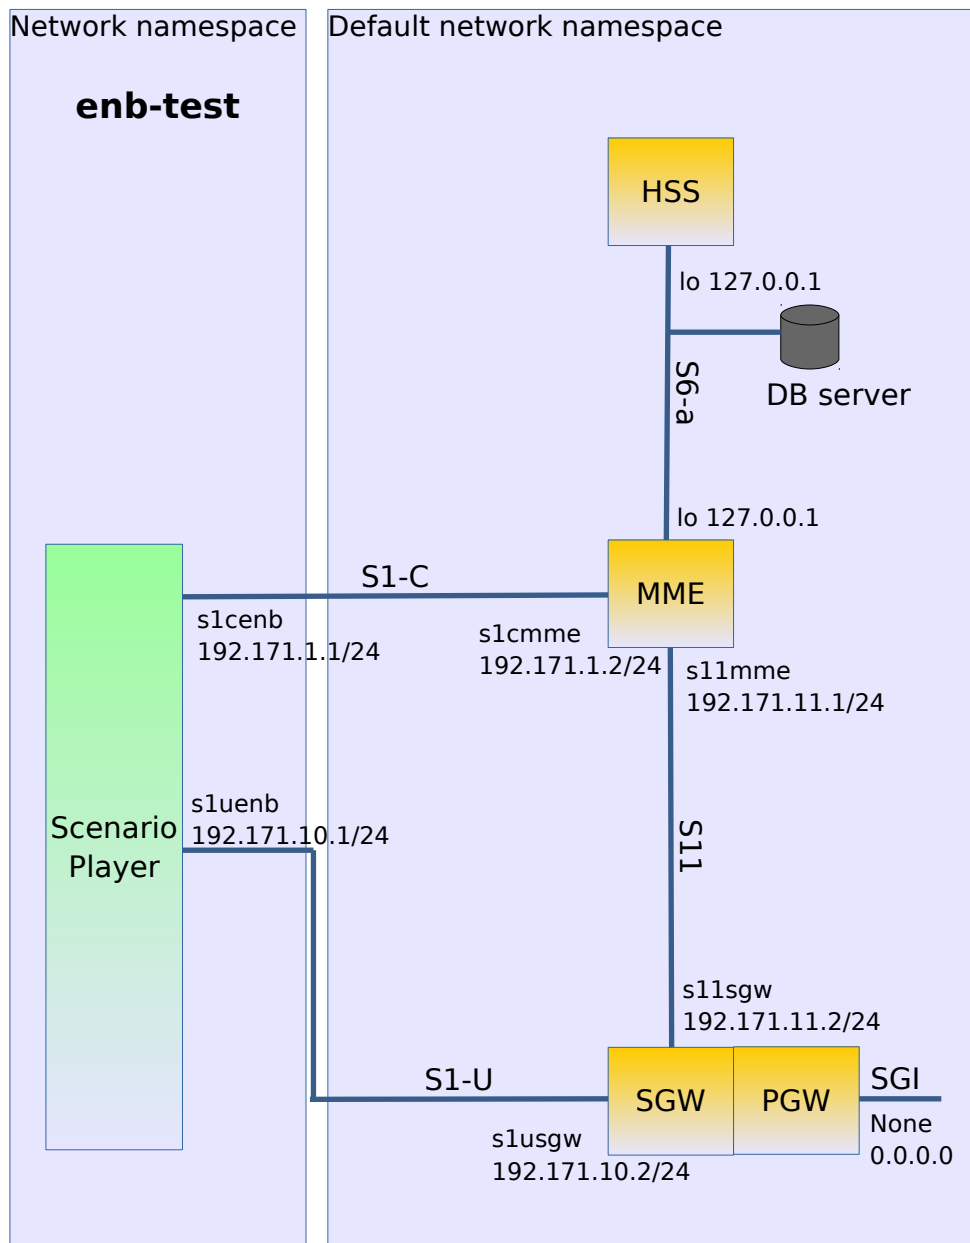 Network namespace
Default network namespace
enb-test
HSS
lo 127.0.0.1
S6-a
DB server
lo 127.0.0.1
S1-C
MME
s1cenb
192.171.1.1/24
s1cmme
192.171.1.2/24
s11mme
192.171.11.1/24
s1uenb
192.171.10.1/24
Scenario
Player
S11
s11sgw
192.171.11.2/24
S1-U
SGW
PGW
SGI
None
0.0.0.0
s1usgw
192.171.10.2/24